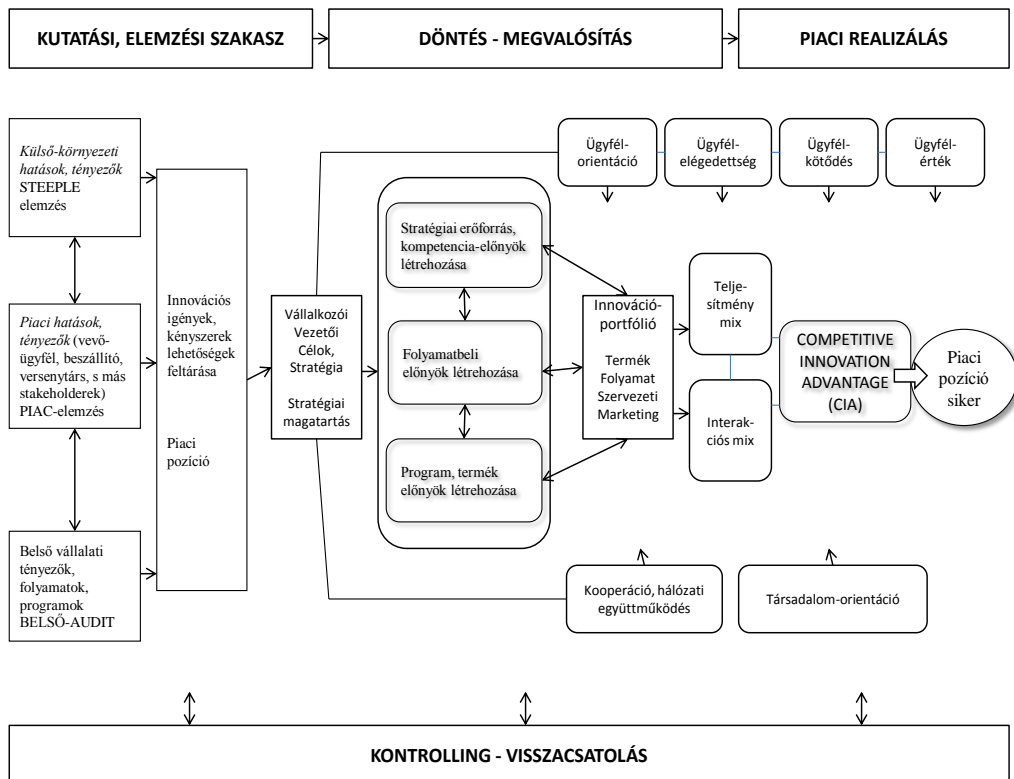 KUTATÁSI, ELEMZÉSI SZAKASZ
DÖNTÉS - MEGVALÓSÍTÁS
PIACI REALIZÁLÁS
Külső-környezeti
hatások, tényezők
STEEPLE
elemzés
Piaci hatások,
tényezők (vevő-
ügyfél, beszállító,
versenytárs, s más
stakeholderek)
PIAC-elemzés
Belső vállalati
tényezők,
folyamatok,
programok
BELSŐ-AUDIT
Innovációs
igények,
kényszerek
lehetőségek
feltárása
Piaci
pozíció
Vállalkozói
Vezetői
Célok,
Stratégia
Stratégiai
magatartás
Stratégiai erőforrás,
kompetencia-előnyök
létrehozása
Folyamatbeli
előnyök létrehozása
Program, termék
előnyök létrehozása
Ügyfél-
orientáció
Ügyfél-
elégedettség
Ügyfél-
kötődés
Ügyfél-
érték
Innováció-
portfólió
Termék
Folyamat
Szervezeti
Marketing
Telje-
sítmény
mix
Interak-
ciós mix
COMPETITIVE
INNOVATION
ADVANTAGE
(CIA)
Piaci
pozíció
siker
Kooperáció, hálózati
együttműködés
Társadalom-orientáció
KONTROLLING - VISSZACSATOLÁS